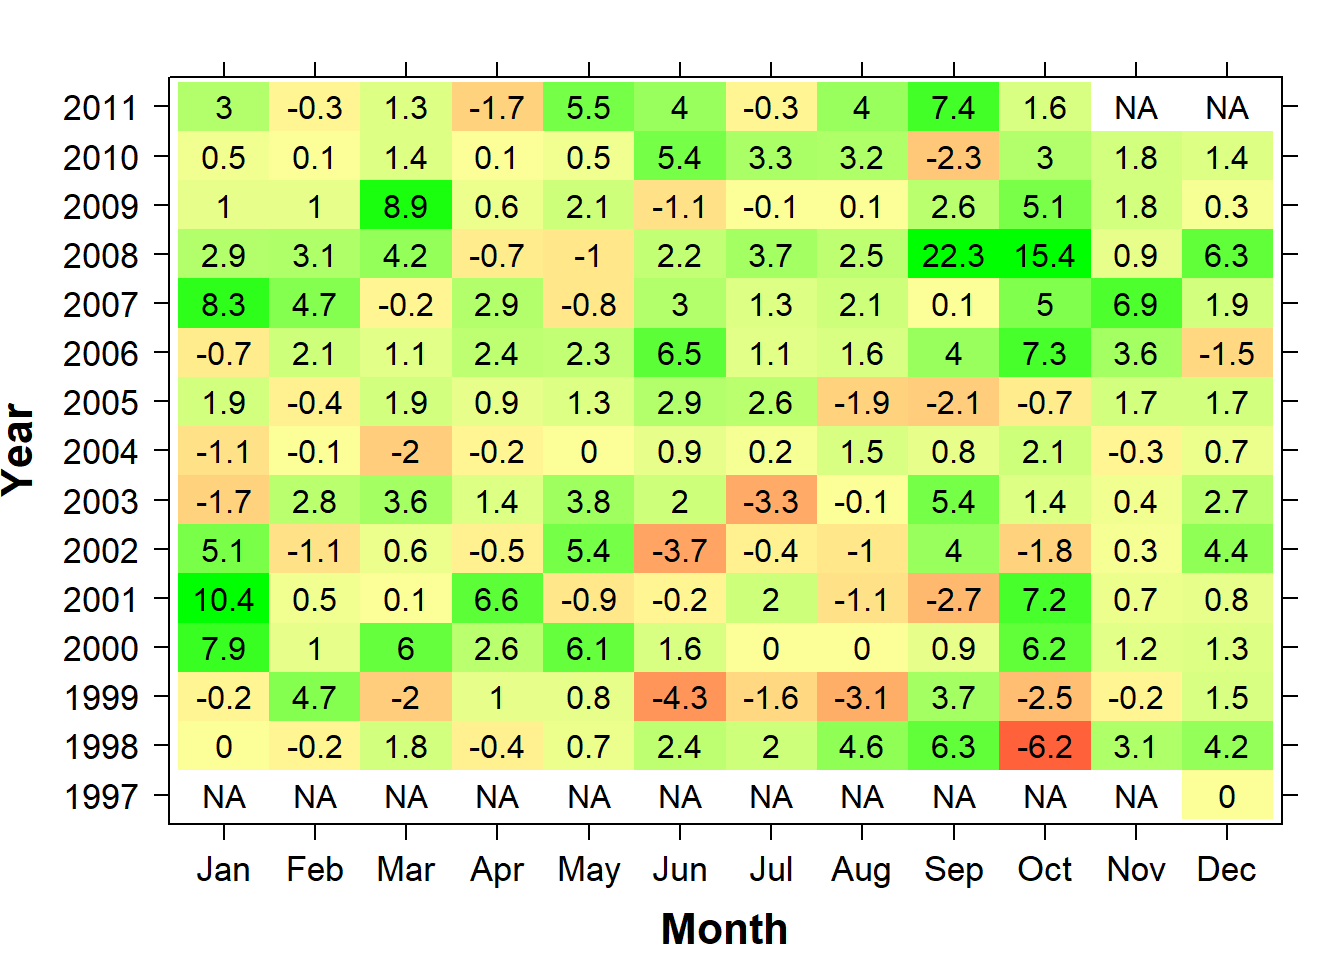 2011 3 -0.3 1.3 -1.7 5.5 4 -0.3 4 7.4 1.6 NA NA
2010 0.5 0.1 1.4 0.1 0.5 5.4 3.3 3.2 -2.3 3 1.8 1.4
2009 1 1 8.9 0.6 2.1 -1.1 -0.1 0.1 2.6 5.1 1.8 0.3
2008 2.9 3.1 4.2 -0.7 -1 2.2 3.7 2.5 22.3 15.4 0.9 6.3
2007 8.3 4.7 -0.2 2.9 -0.8 3 1.3 2.1 0.1 5 6.9 1.9
2006 -0.7 2.1 1.1 2.4 2.3 6.5 1.1 1.6 4 7.3 3.6 -1.5
2005 1.9 -0.4 1.9 0.9 1.3 2.9 2.6 -1.9 -2.1 -0.7 1.7 1.7
2004 -1.1 -0.1 -2 -0.2 0 0.9 0.2 1.5 0.8 2.1 -0.3 0.7
2003 -1.7 2.8 3.6 1.4 3.8 2 -3.3 -0.1 5.4 1.4 0.4 2.7
2002 5.1 -1.1 0.6 -0.5 5.4 -3.7 -0.4 -1 4 -1.8 0.3 4.4
2001 10.4 0.5 0.1 6.6 -0.9 -0.2 2 -1.1 -2.7 7.2 0.7 0.8
2000 7.9 1 6 2.6 6.1 1.6 0 0 0.9 6.2 1.2 1.3
1999 -0.2 4.7 -2 1 0.8 -4.3 -1.6 -3.1 3.7 -2.5 -0.2 1.5
1998 0 -0.2 1.8 -0.4 0.7 2.4 2 4.6 6.3 -6.2 3.1 4.2
1997 NA NA NA NA NA NA NA NA NA NA NA 0
Jan Feb Mar Apr May Jun Jul Aug Sep Oct Nov Dec
Month
Year